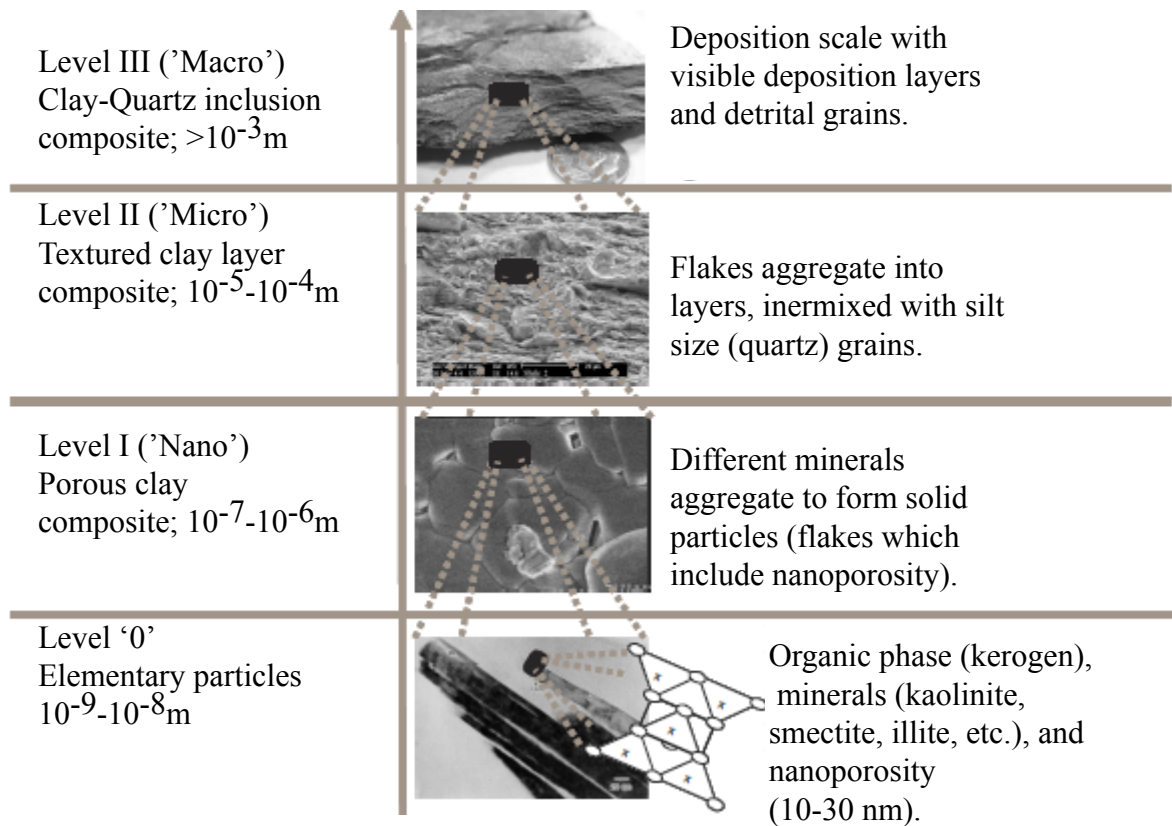 Level III (’Macro’)
Clay-Quartz inclusion
composite; >10⁻³m
Deposition scale with
visible deposition layers
and detrital grains.
Level II (’Micro’)
Textured clay layer
composite; 10⁻⁵-10⁻⁴m
Flakes aggregate into
layers, inermixed with silt
size (quartz) grains.
Level I (’Nano’)
Porous clay
composite; 10⁻⁷-10⁻⁶m
Different minerals
aggregate to form solid
particles (flakes which
include nanoporosity).
Level ‘0’
Elementary particles
10⁻⁹-10⁻⁸m
Organic phase (kerogen),
minerals (kaolinite,
smectite, illite, etc.), and
nanoporosity
(10-30 nm).